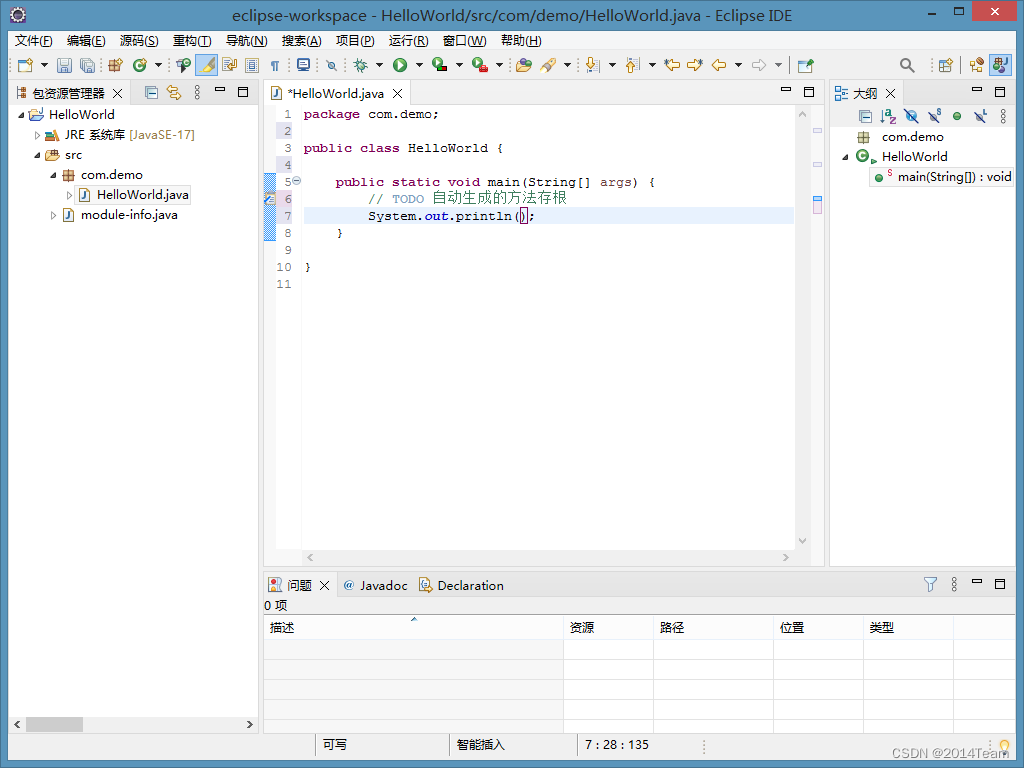 eclipse-workspace - HelloWorld/src/com/demo/HelloWorld.java - Eclipse IDE
文件(F) 编辑(E) 源码(S) 重构(T) 导航(N) 搜索(A) 项目(P) 运行(R) 窗口(W) 帮助(H)
包资源管理器
HelloWorld
JRE 系统库 [JavaSE-17]
src
com.demo
HelloWorld.java
module-info.java
*HelloWorld.java
1 package com.demo;
2
3 public class HelloWorld {
4
5 public static void main(String[] args) {
6 // TODO 自动生成的方法存根
7 System.out.println();
8 }
9
10 }
11
大纲
com.demo
HelloWorld
main(String[]) : void
问题 @ Javadoc Declaration
0 项
描述 资源 路径 位置 类型
可写 智能插入 7 : 28 : 135
CSDN @2014Team